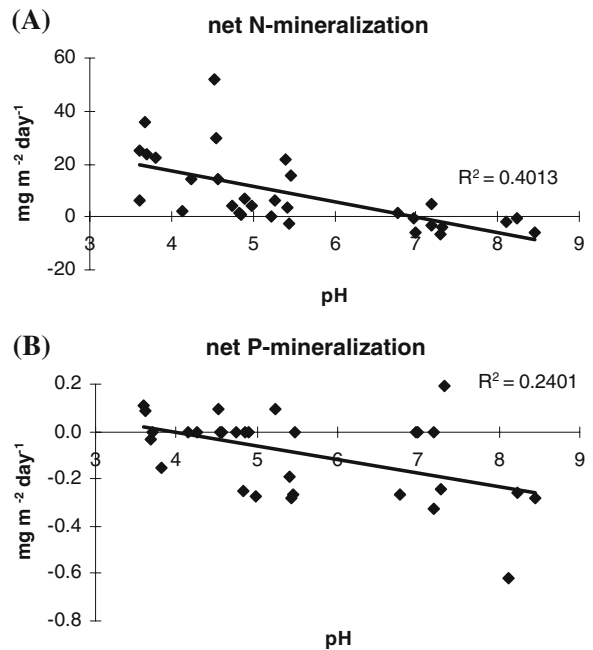 (A)
net N-mineralization
mg m⁻² day⁻¹
60
40
20
0
-20
R² = 0.4013
3 4 5 6 7 8 9
pH
(B)
net P-mineralization
mg m⁻² day⁻¹
0.2
0.0
-0.2
-0.4
-0.6
-0.8
R² = 0.2401
3 4 5 6 7 8 9
pH